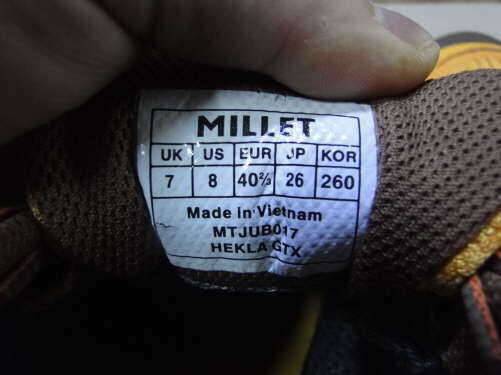 MILLET
UK US EUR JP KOR
7 8 40⅔ 26 260
Made in Vietnam
MTJUB017
HEKLA GTX